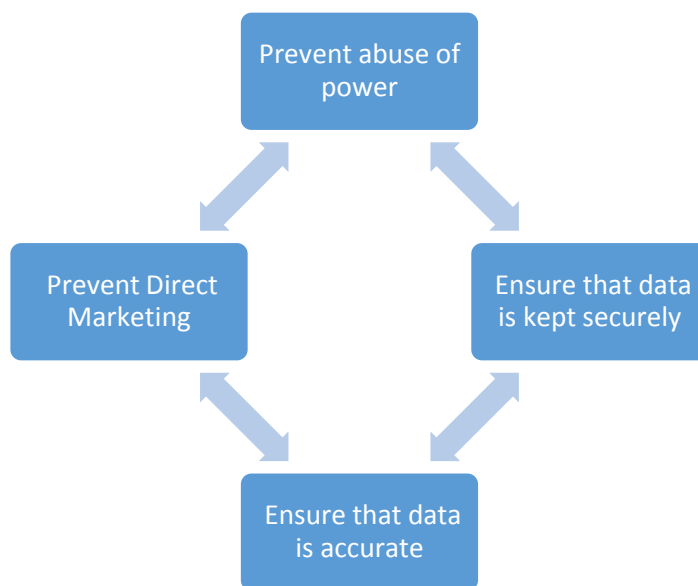 Prevent abuse of
power
Prevent Direct
Marketing
Ensure that data
is kept securely
Ensure that data
is accurate